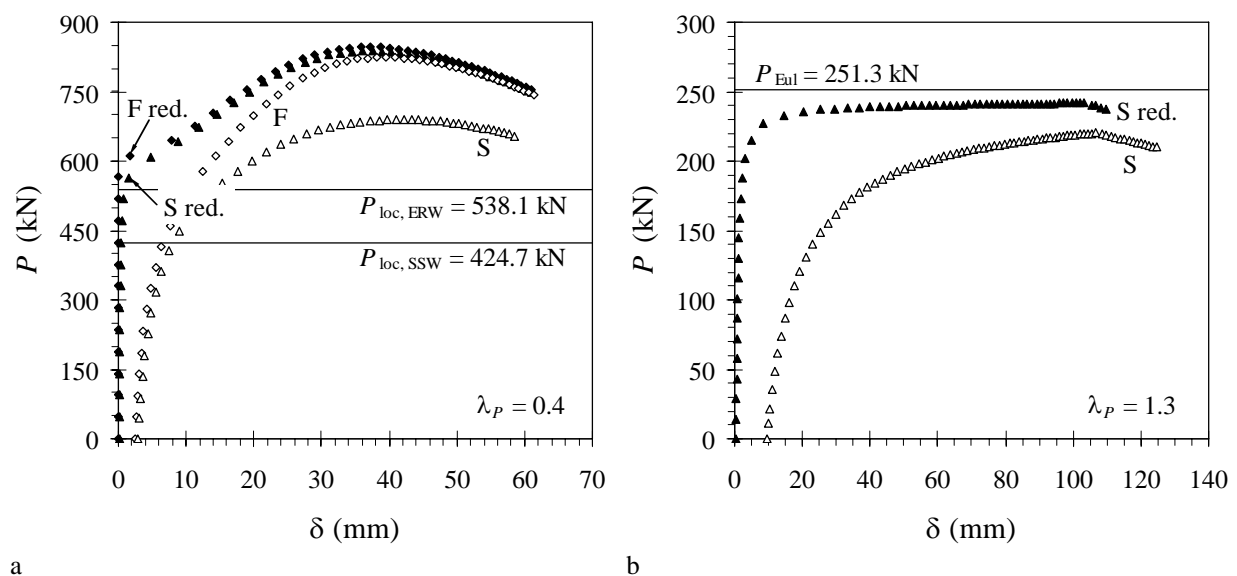 900
750
600
450
300
150
0
P (kN)
F red.
S red.
F
S
P loc, ERW = 538.1 kN
P loc, SSW = 424.7 kN
λP = 0.4
0 10 20 30 40 50 60 70
δ (mm)
a
300
250
200
150
100
50
0
P (kN)
P Eul = 251.3 kN
S red.
S
λP = 1.3
0 20 40 60 80 100 120 140
δ (mm)
b